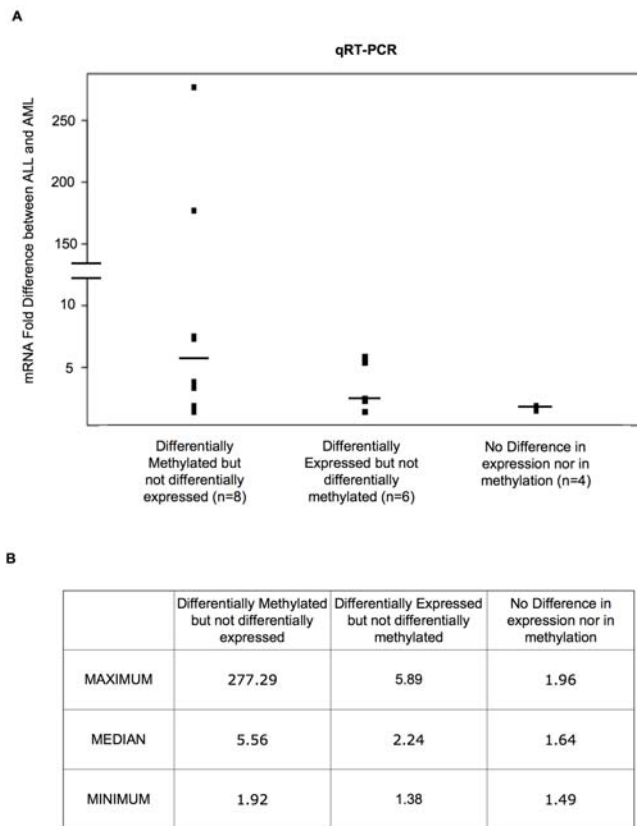 A
qRT-PCR
mRNA Fold Difference between ALL and AML
250
200
150
10
5
Differentially
Methylated but
not differentially
expressed (n=8)
Differentially
Expressed but not
differentially
methylated (n=6)
No Difference in
expression nor in
methylation (n=4)
B
Differentially Methylated
but not differentially
expressed
Differentially Expressed
but not differentially
methylated
No Difference in
expression nor in
methylation
MAXIMUM 277.29 5.89 1.96
MEDIAN 5.56 2.24 1.64
MINIMUM 1.92 1.38 1.49